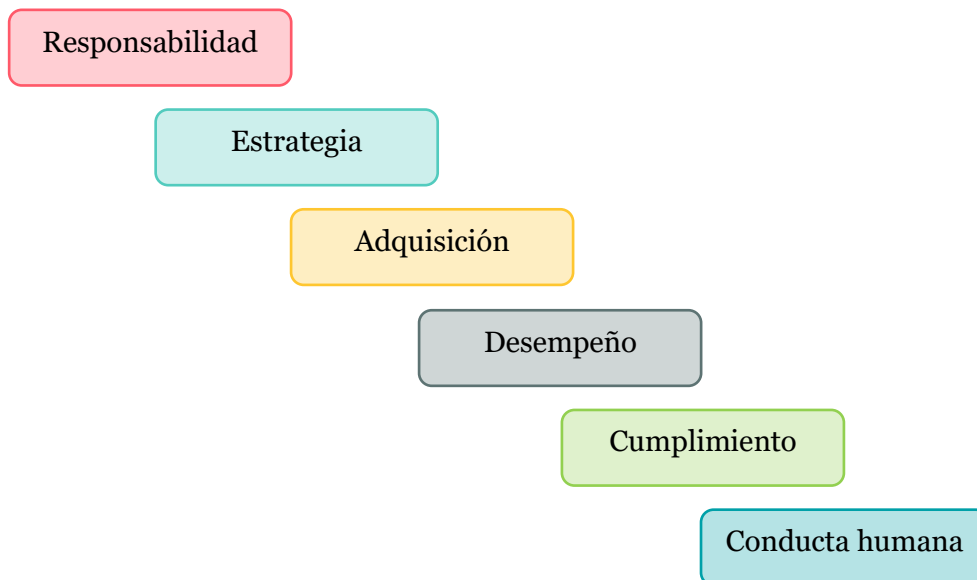 Responsabilidad
Estrategia
Adquisición
Desempeño
Cumplimiento
Conducta humana